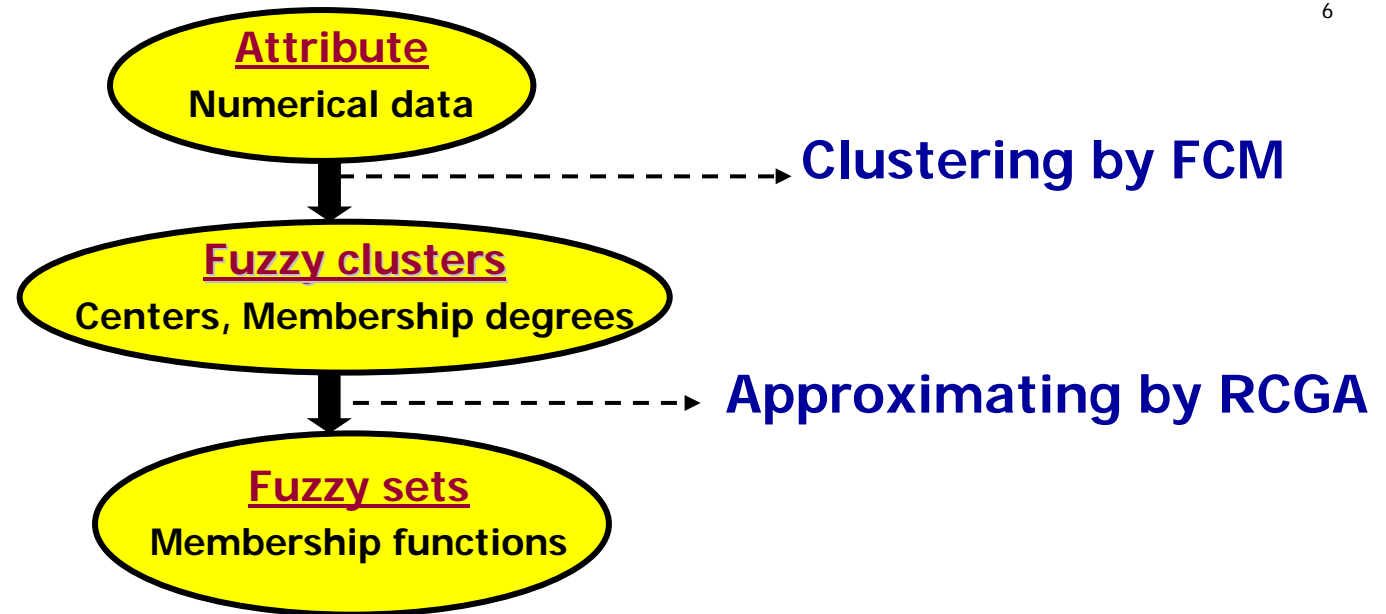 6
Attribute
Numerical data
Clustering by FCM
Fuzzy clusters
Centers, Membership degrees
Approximating by RCGA
Fuzzy sets
Membership functions